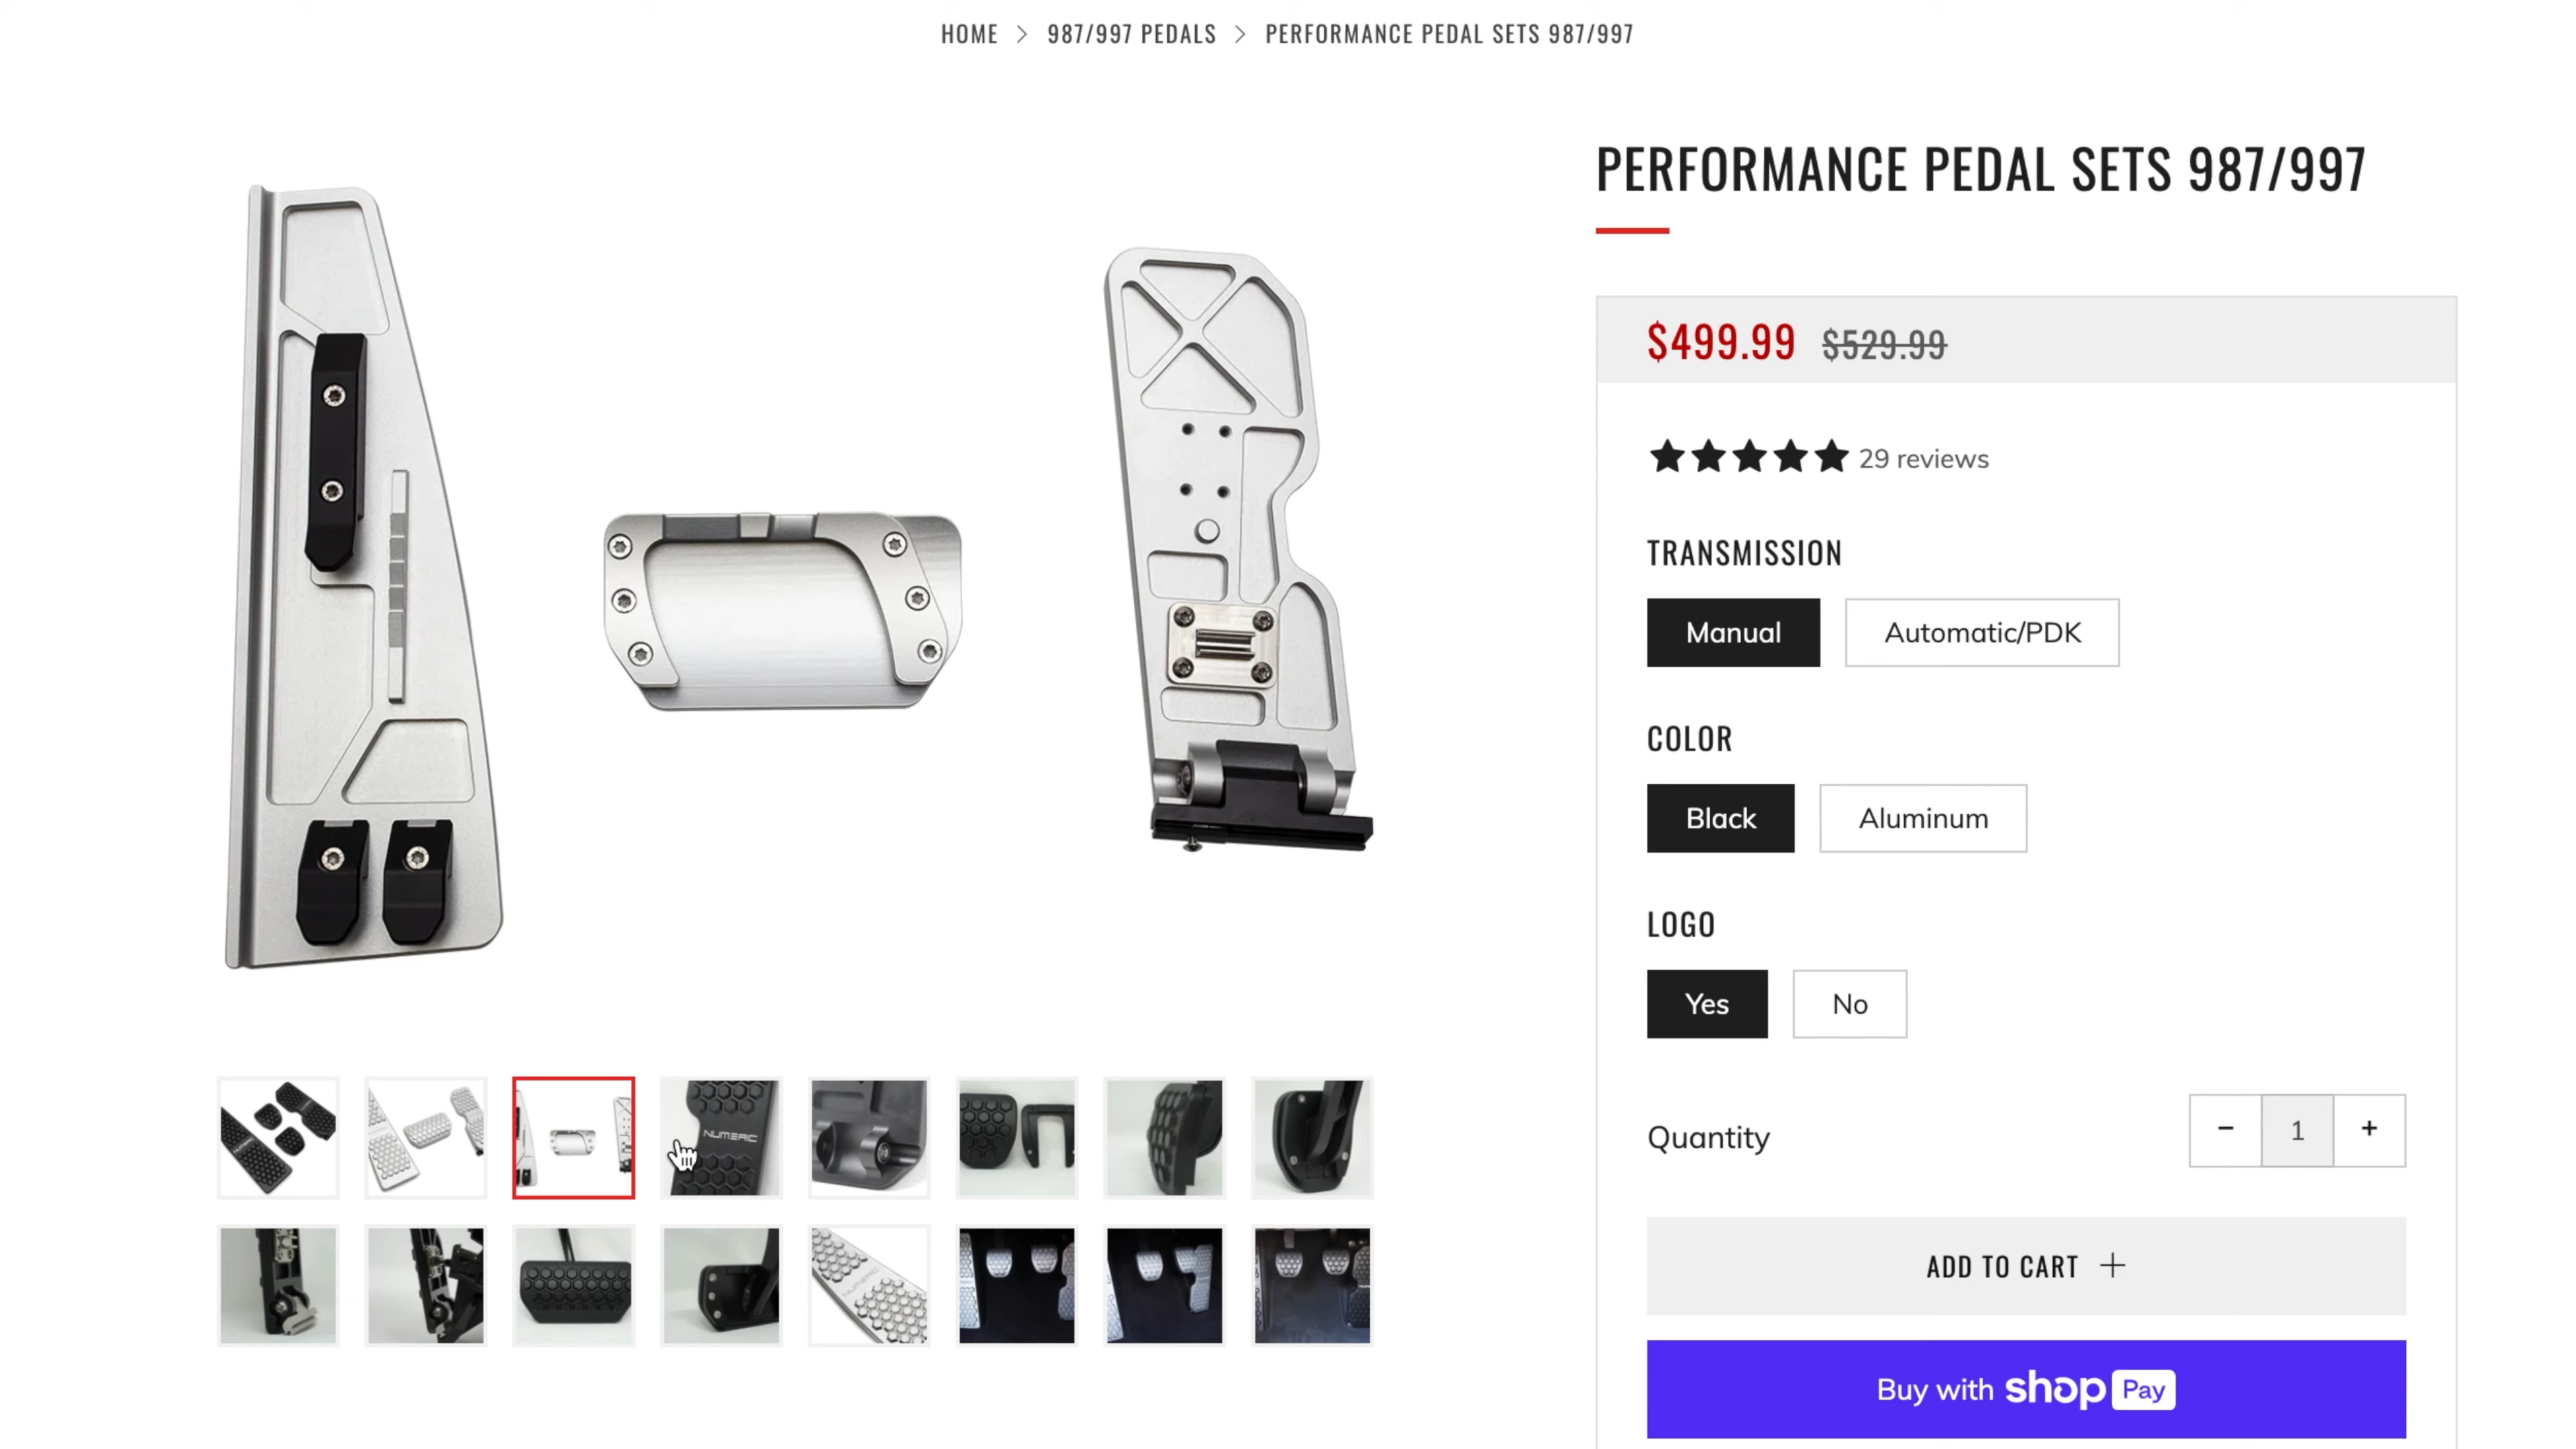 HOME > 987/997 PEDALS > PERFORMANCE PEDAL SETS 987/997
PERFORMANCE PEDAL SETS 987/997
$499.99 $529.99
29 reviews
TRANSMISSION
Manual Automatic/PDK
COLOR
Black Aluminum
LOGO
Yes No
NUMERIC
Quantity − 1 +
ADD TO CART +
Buy with shop Pay